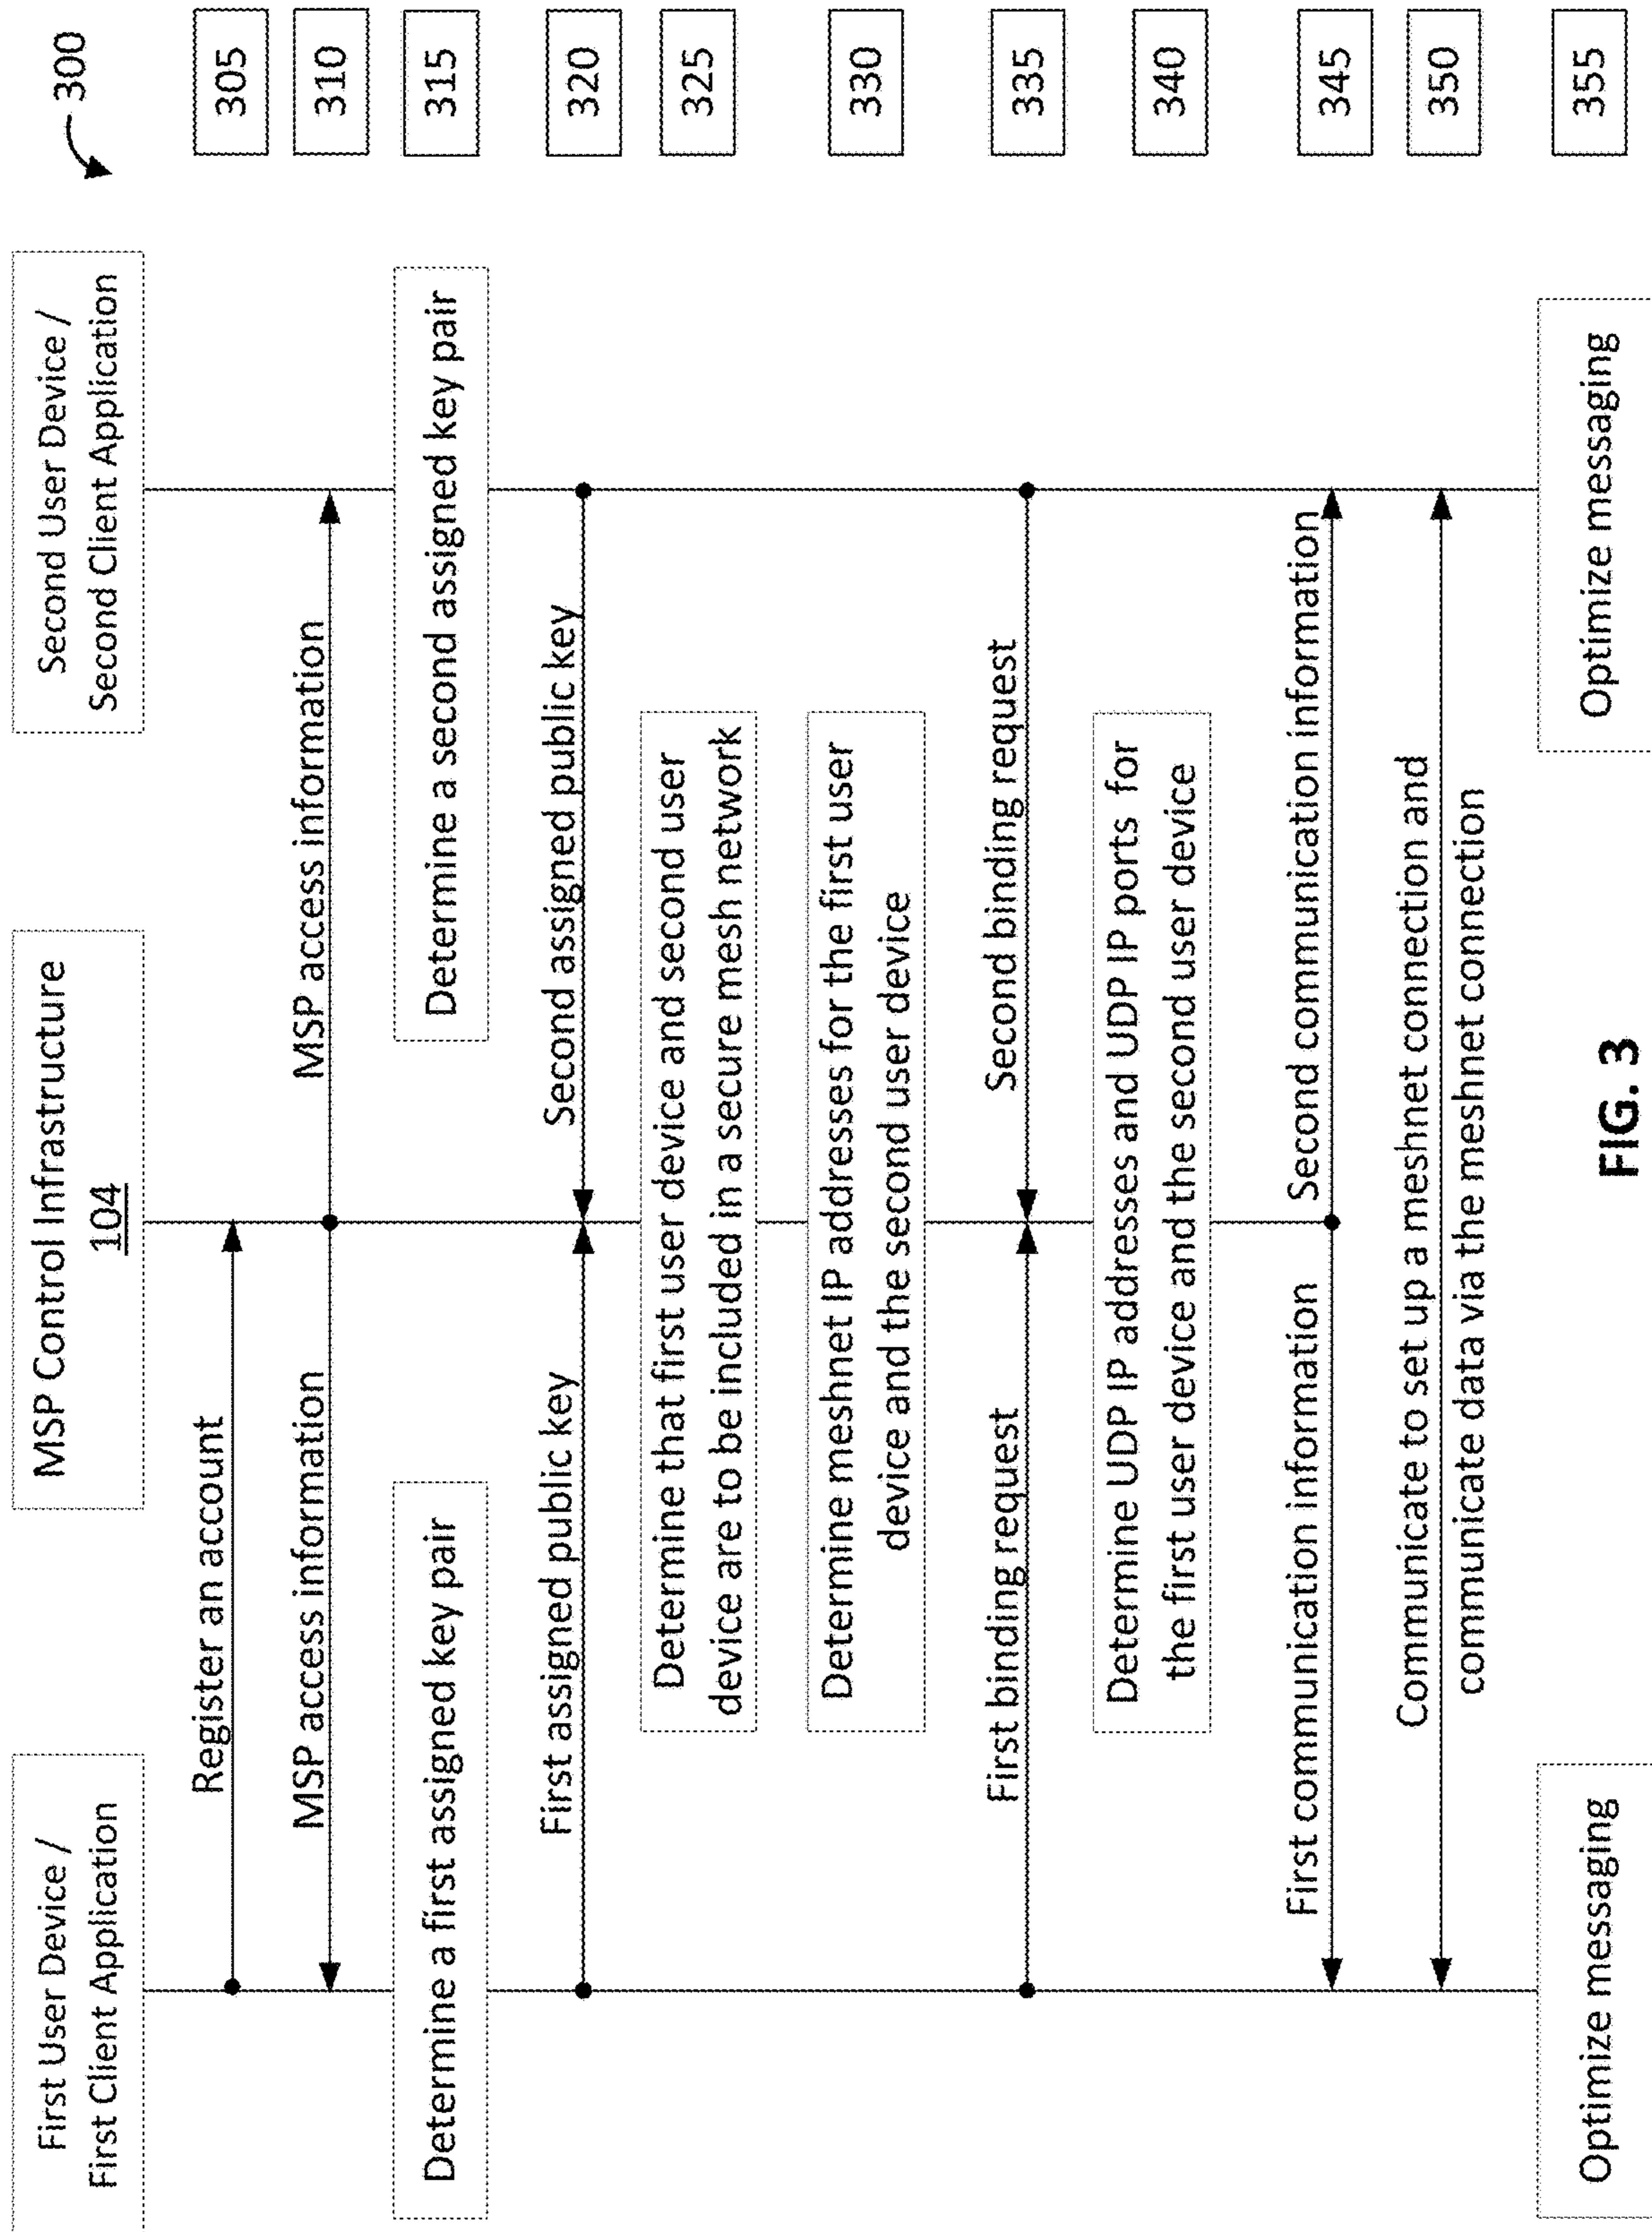 300
First User Device /
First Client Application
MSP Control Infrastructure
104
Second User Device /
Second Client Application
Register an account
305
MSP access information
MSP access information
310
Determine a first assigned key pair
Determine a second assigned key pair
315
First assigned public key
Second assigned public key
320
Determine that first user device and second user
device are to be included in a secure mesh network
325
Determine meshnet IP addresses for the first user
device and the second user device
330
First binding request
Second binding request
335
Determine UDP IP addresses and UDP IP ports for
the first user device and the second user device
340
First communication information
Second communication information
345
Communicate to set up a meshnet connection and
communicate data via the meshnet connection
350
Optimize messaging
Optimize messaging
355
FIG. 3